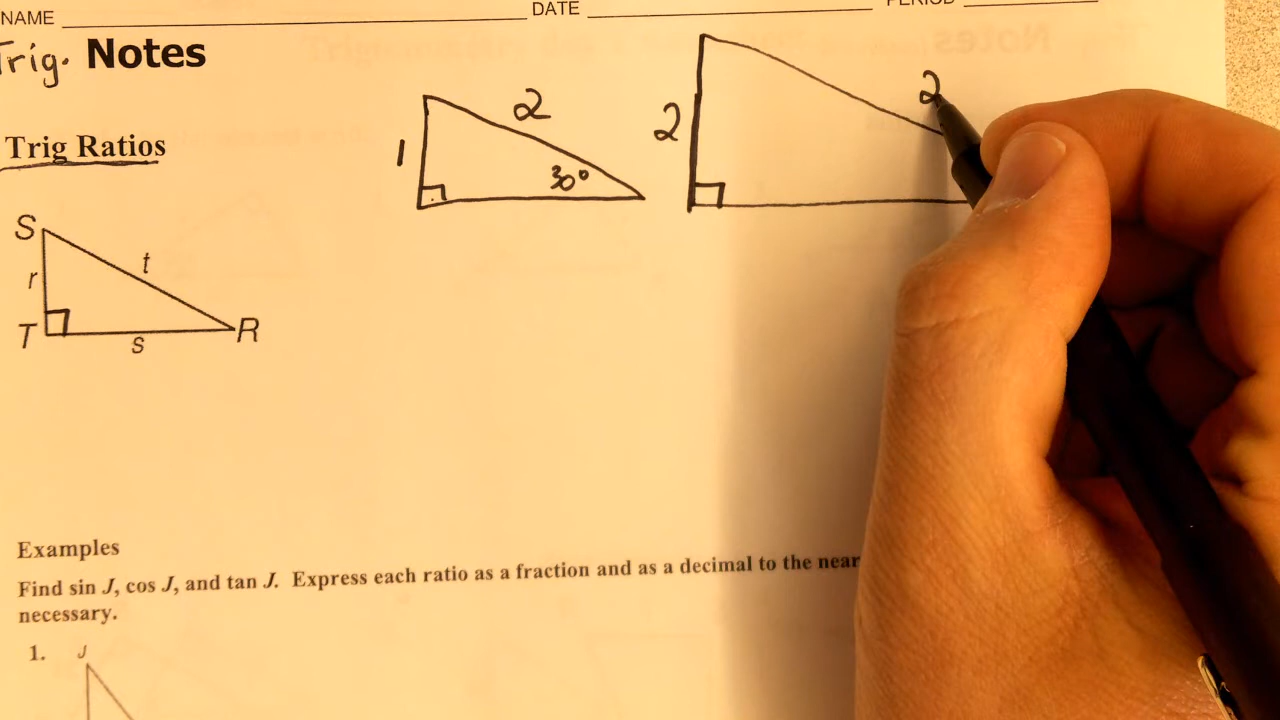 NAME DATE PERIOD
Trig. Notes
Trig Ratios
1 2 30°
2 2
S
r t
T s R
Examples
Find sin J, cos J, and tan J. Express each ratio as a fraction and as a decimal to the near
necessary.
1. J